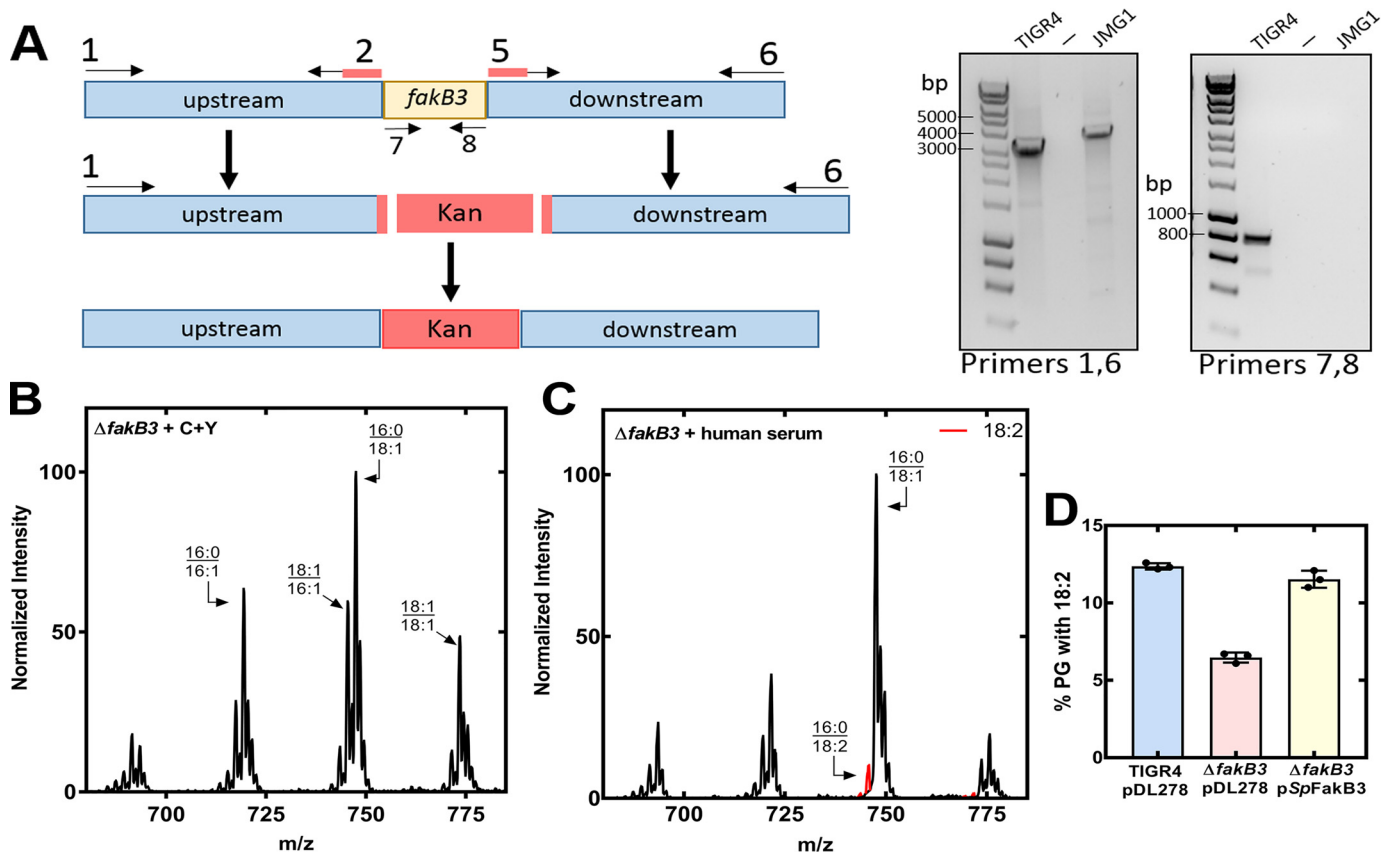 A
1
2
5
6
upstream
fakB3
downstream
7
8
1
6
upstream
Kan
downstream
upstream
Kan
downstream
TIGR4
—
JMG1
bp
5000
4000
3000
Primers 1,6
TIGR4
—
JMG1
bp
1000
800
Primers 7,8
B
ΔfakB3 + C+Y
Normalized Intensity
100
50
0
16:0
16:1
18:1
16:1
16:0
18:1
18:1
18:1
700
725
750
775
m/z
C
ΔfakB3 + human serum
18:2
Normalized Intensity
100
50
0
16:0
18:1
16:0
18:2
700
725
750
775
m/z
D
% PG with 18:2
15
10
5
0
TIGR4 ΔfakB3 ΔfakB3
pDL278 pDL278 pSpFakB3